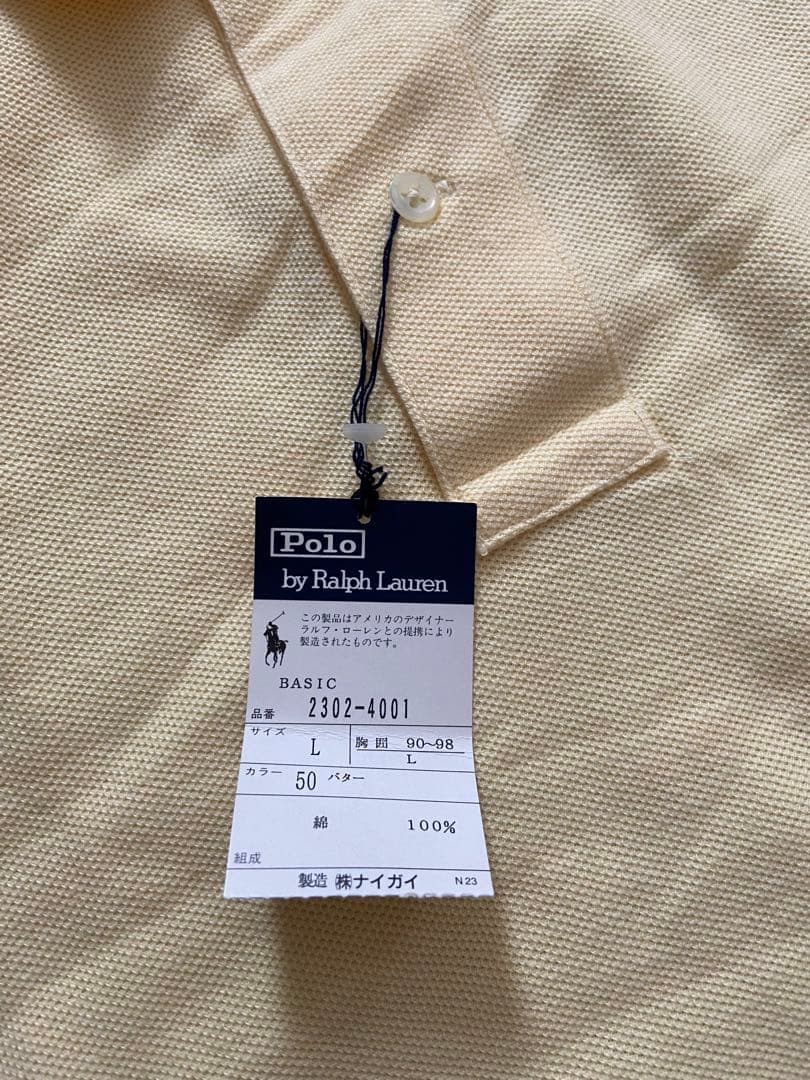 Polo
by Ralph Lauren
この製品はアメリカのデザイナー
ラルフ・ローレンとの提携により
製造されたものです。
BASIC
品番 2302-4001
サイズ L 胸囲 90~98
L
カラー 50 バター
綿 100%
組成
製造 ㈱ナイガイ N23